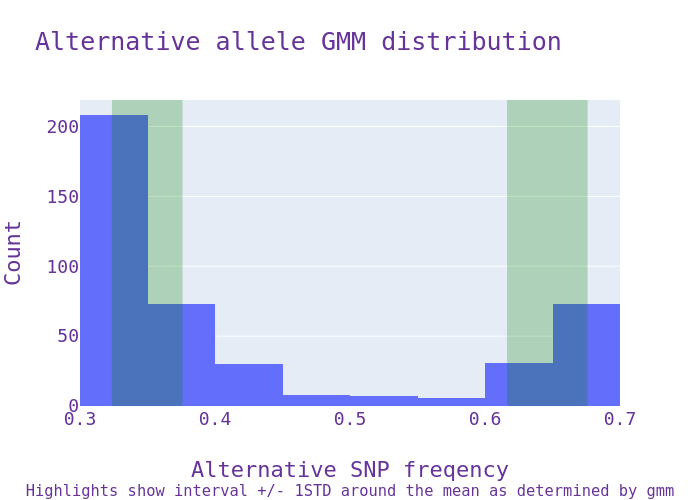 Alternative allele GMM distribution
200
150
100
50
0
Count
0.3 0.4 0.5 0.6 0.7
Alternative SNP freqency
Highlights show interval +/- 1STD around the mean as determined by gmm